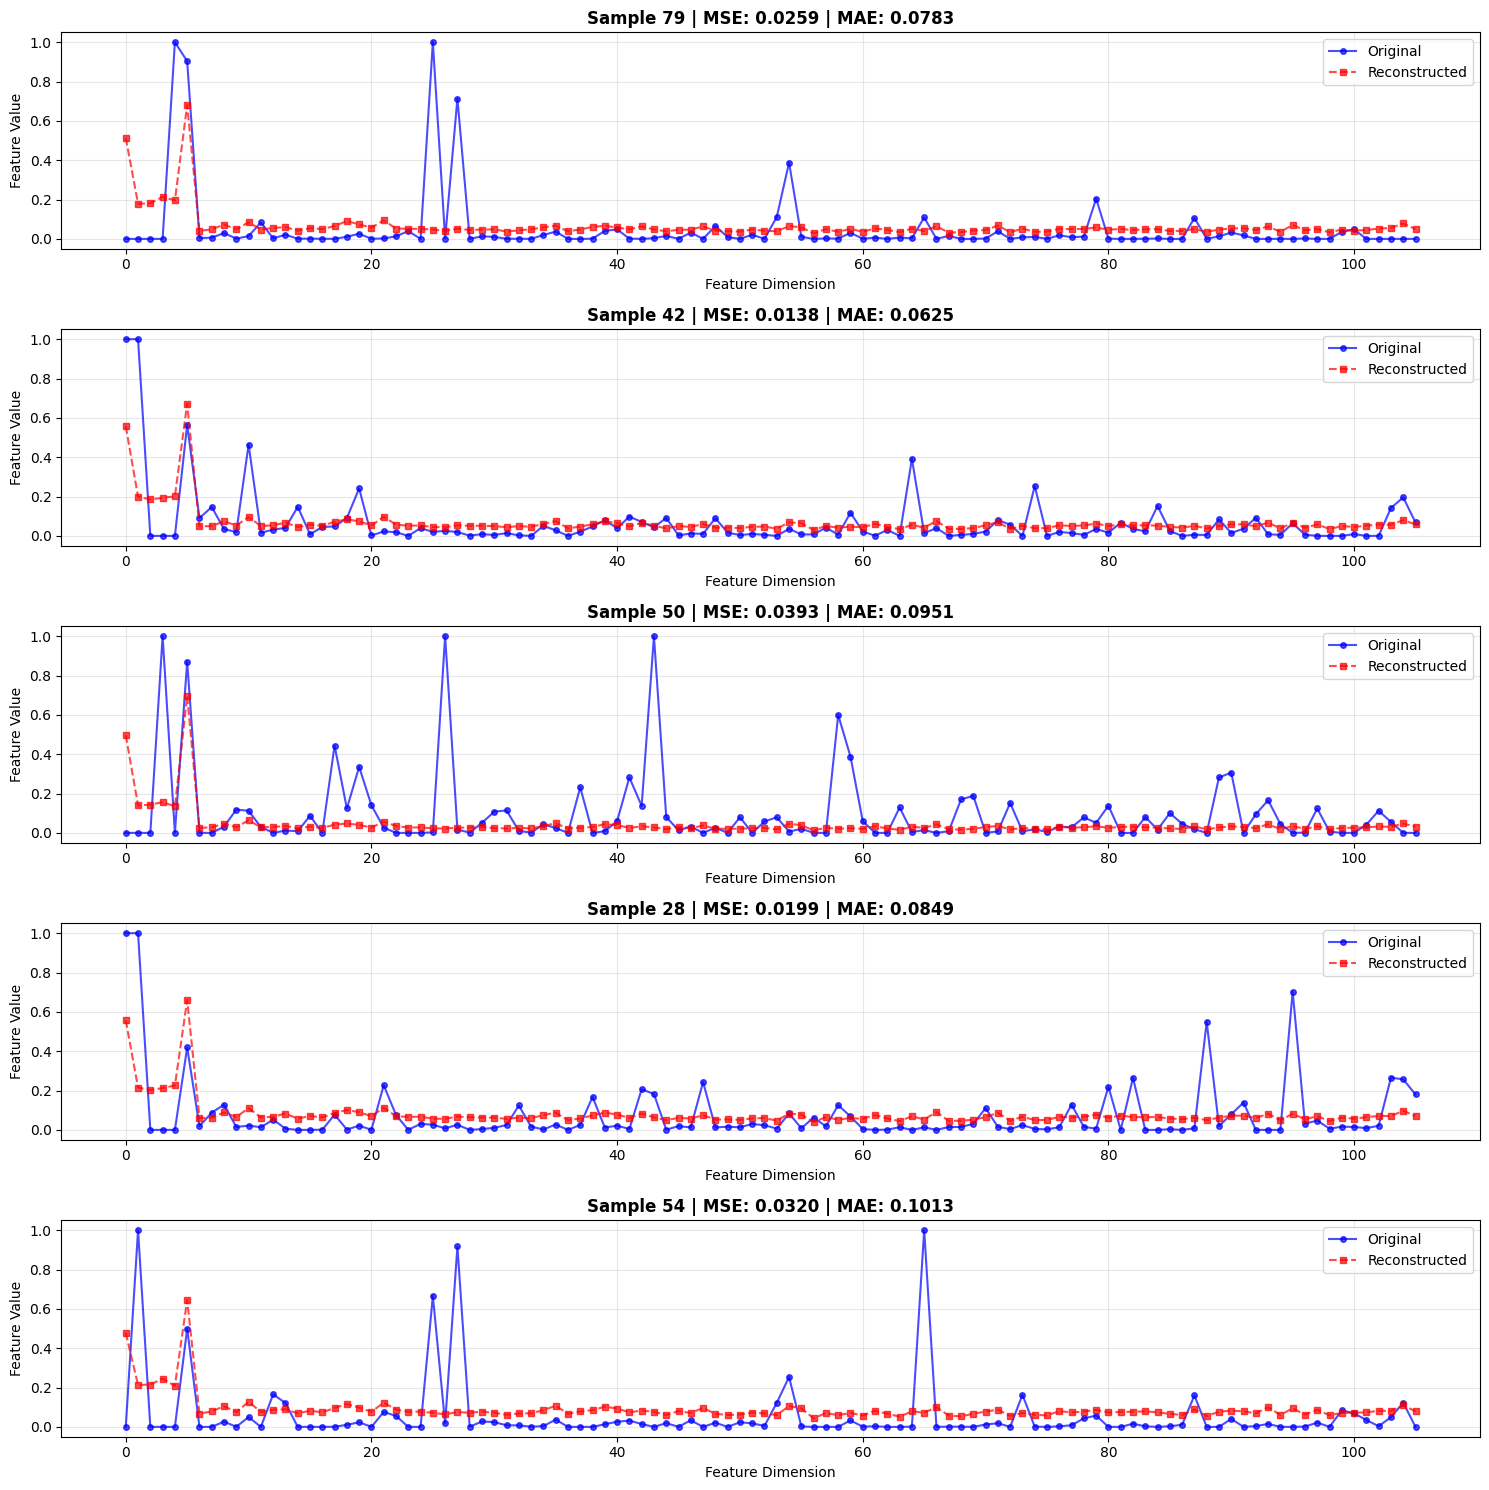 Sample 79 | MSE: 0.0259 | MAE: 0.0783
Feature Value
1.0
0.8
0.6
0.4
0.2
0.0
Original
Reconstructed
0 20 40 60 80 100
Feature Dimension
Sample 42 | MSE: 0.0138 | MAE: 0.0625
Feature Value
1.0
0.8
0.6
0.4
0.2
0.0
Original
Reconstructed
0 20 40 60 80 100
Feature Dimension
Sample 50 | MSE: 0.0393 | MAE: 0.0951
Feature Value
1.0
0.8
0.6
0.4
0.2
0.0
Original
Reconstructed
0 20 40 60 80 100
Feature Dimension
Sample 28 | MSE: 0.0199 | MAE: 0.0849
Feature Value
1.0
0.8
0.6
0.4
0.2
0.0
Original
Reconstructed
0 20 40 60 80 100
Feature Dimension
Sample 54 | MSE: 0.0320 | MAE: 0.1013
Feature Value
1.0
0.8
0.6
0.4
0.2
0.0
Original
Reconstructed
0 20 40 60 80 100
Feature Dimension